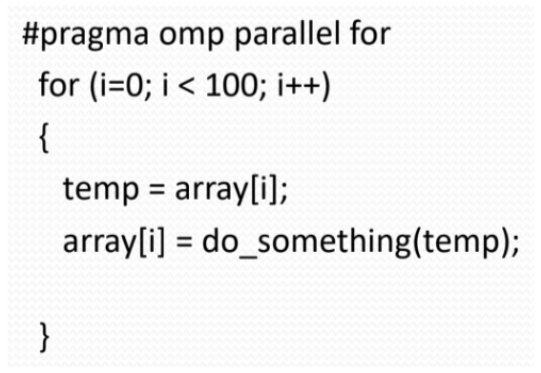 #pragma omp parallel for
for (i=0; i < 100; i++)
{
temp = array[i];
array[i] = do_something(temp);
}